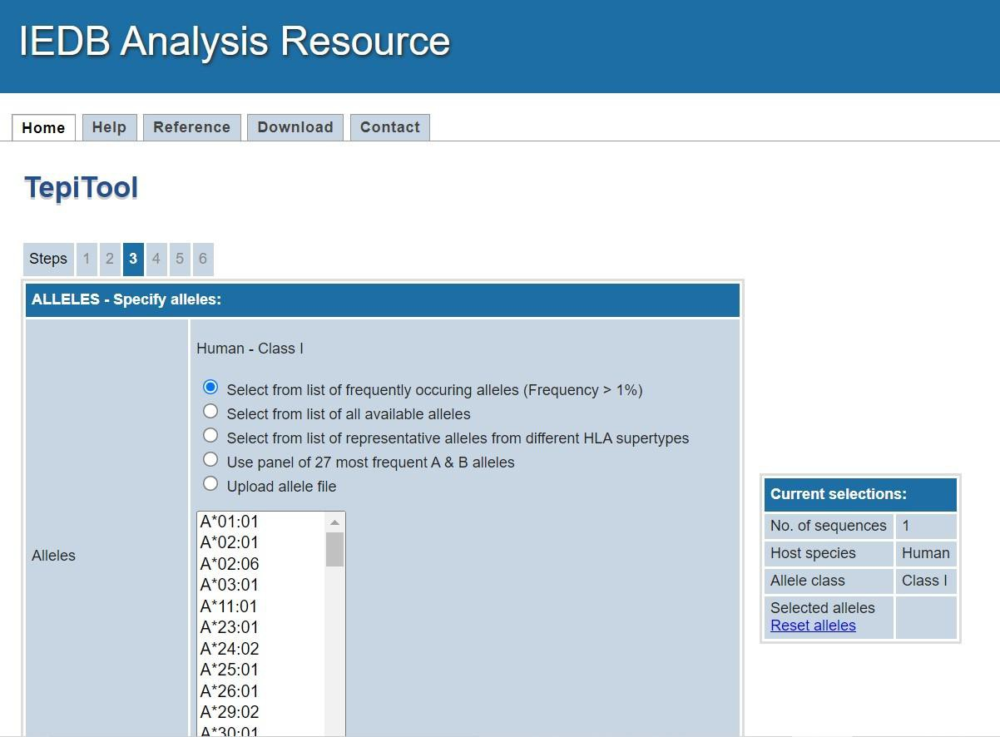 IEDB Analysis Resource
Home Help Reference Download Contact
TepiTool
Steps 1 2 3 4 5 6
ALLELES - Specify alleles:
Human - Class I
Select from list of frequently occuring alleles (Frequency > 1%)
Select from list of all available alleles
Select from list of representative alleles from different HLA supertypes
Use panel of 27 most frequent A & B alleles
Upload allele file
Alleles
A*01:01
A*02:01
A*02:06
A*03:01
A*11:01
A*23:01
A*24:02
A*25:01
A*26:01
A*29:02
A*30:01
Current selections:
No. of sequences 1
Host species Human
Allele class Class I
Selected alleles
Reset alleles